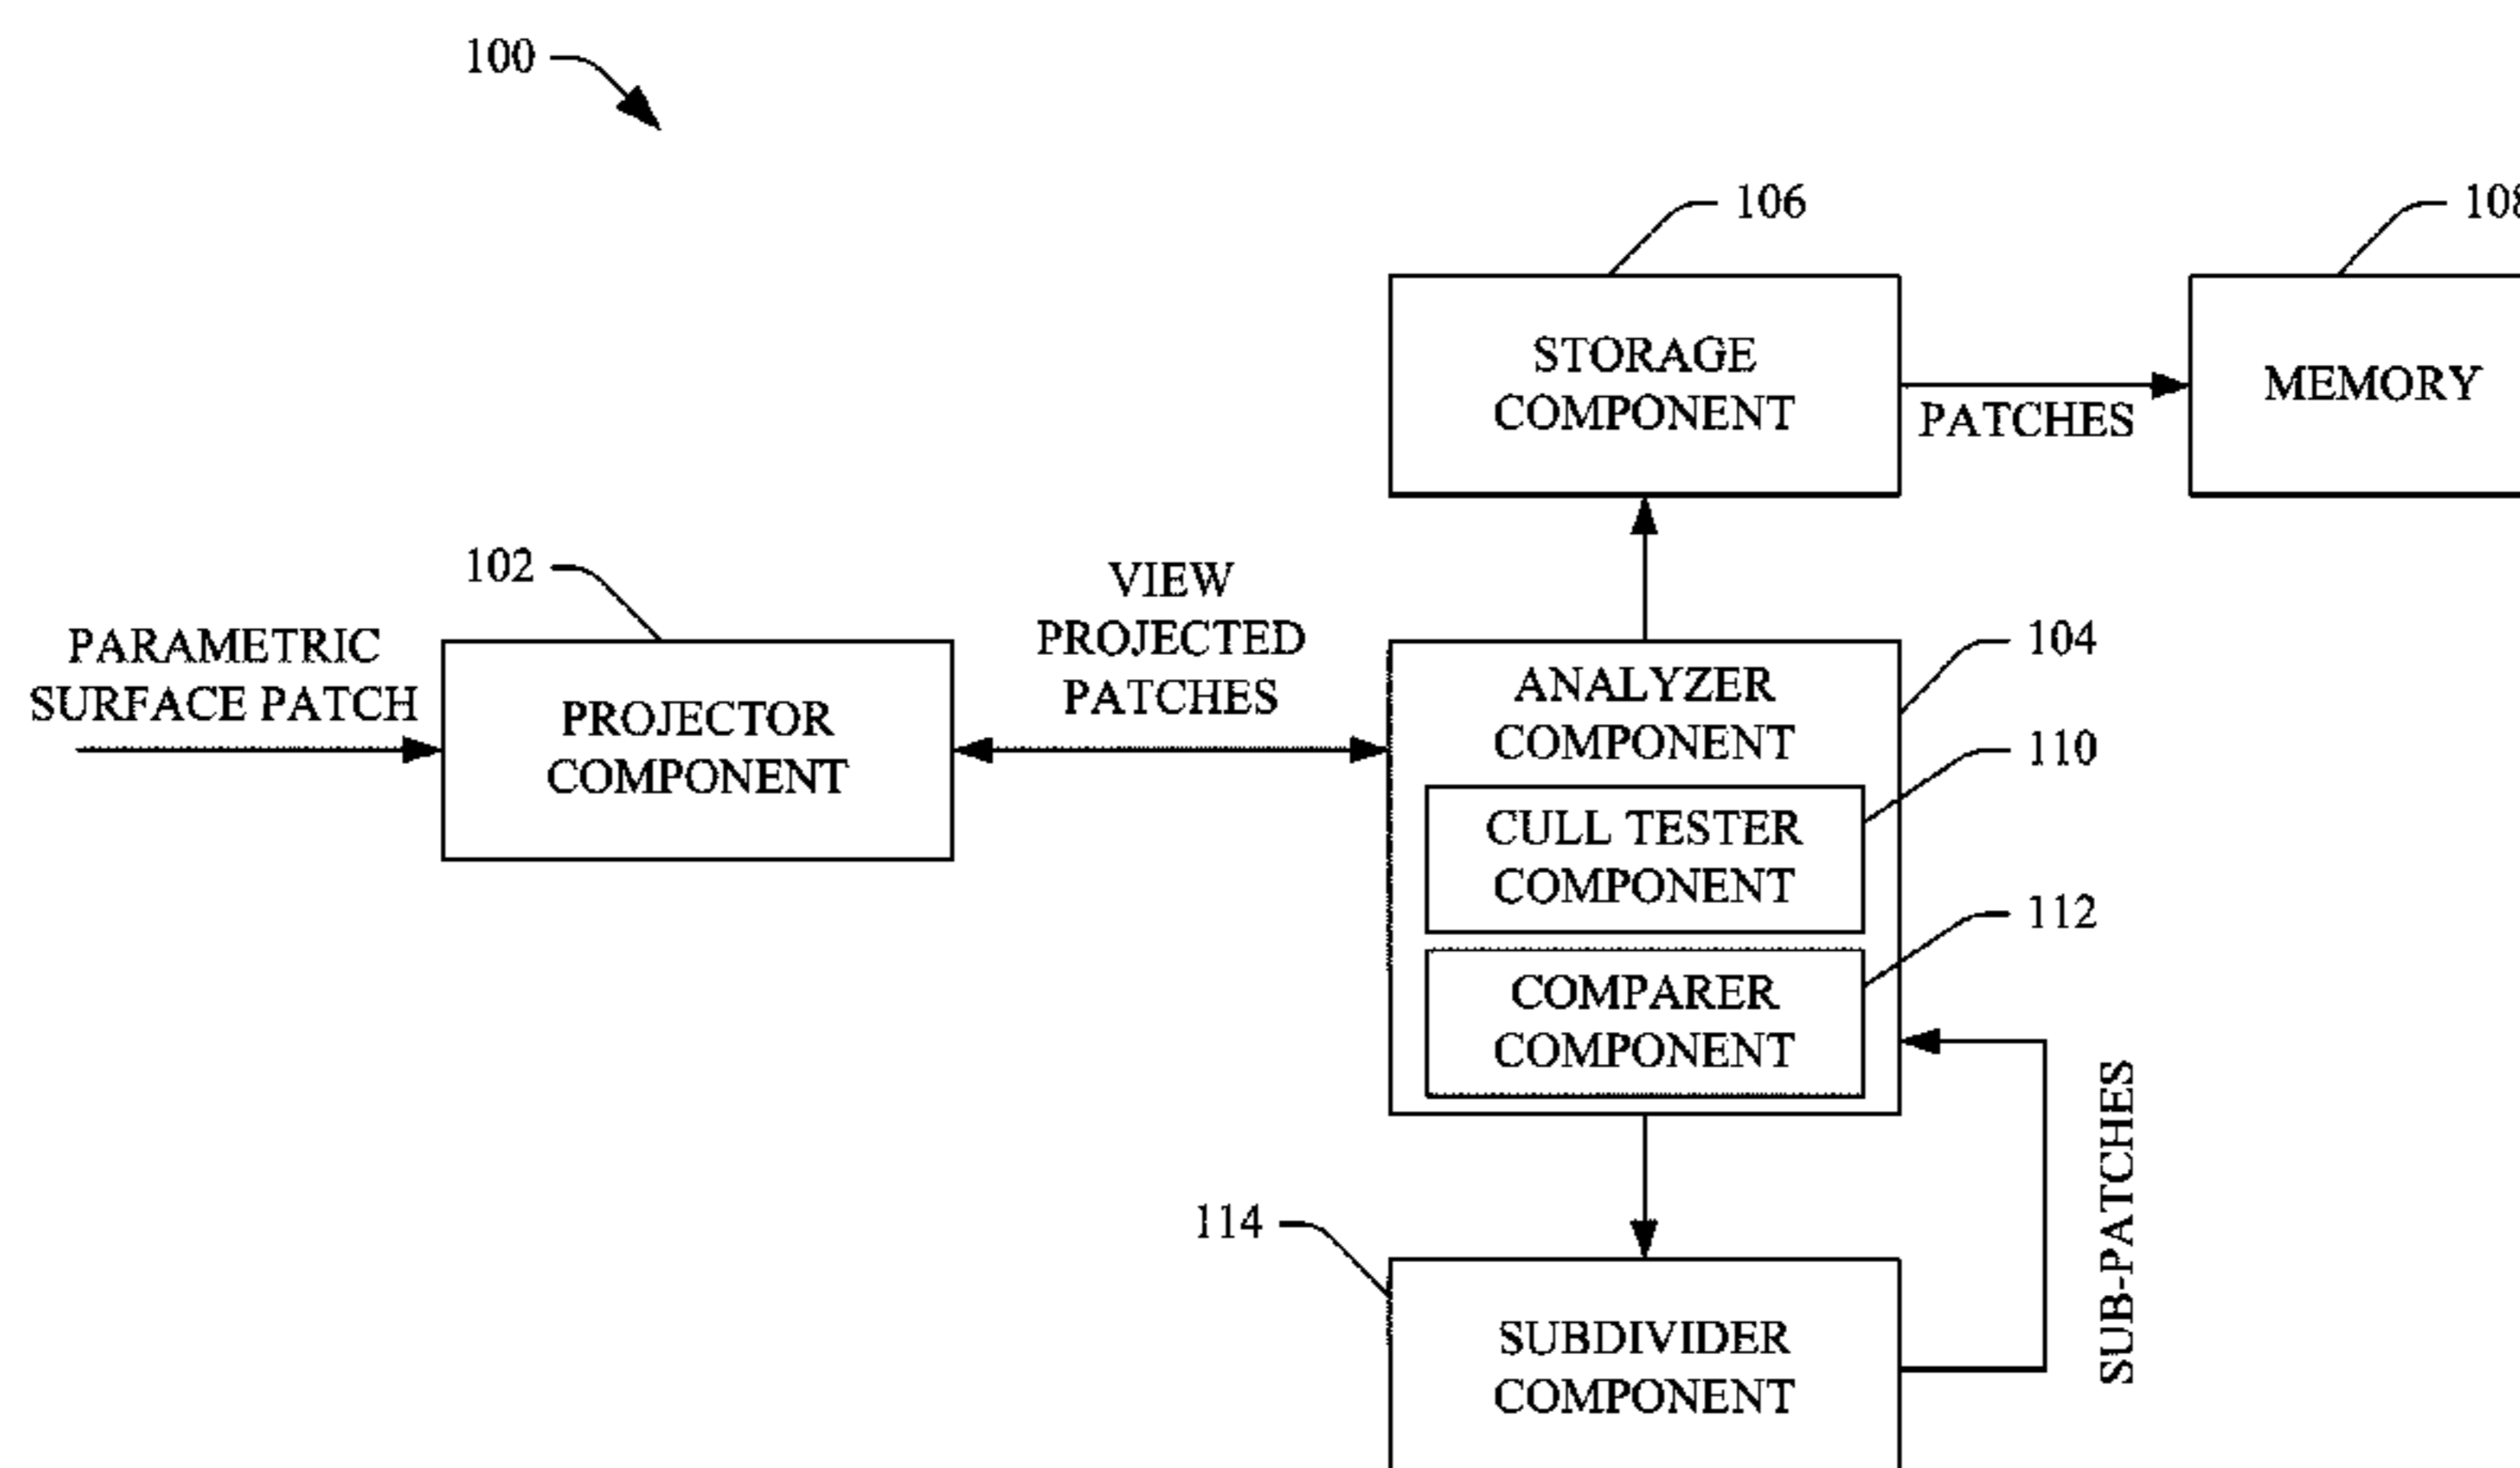 100
106
108
STORAGE
COMPONENT
PATCHES
MEMORY
102
VIEW
PROJECTED
PATCHES
PARAMETRIC
SURFACE PATCH
PROJECTOR
COMPONENT
104
ANALYZER
COMPONENT
110
CULL TESTER
COMPONENT
112
COMPARER
COMPONENT
SUB-PATCHES
114
SUBDIVIDER
COMPONENT